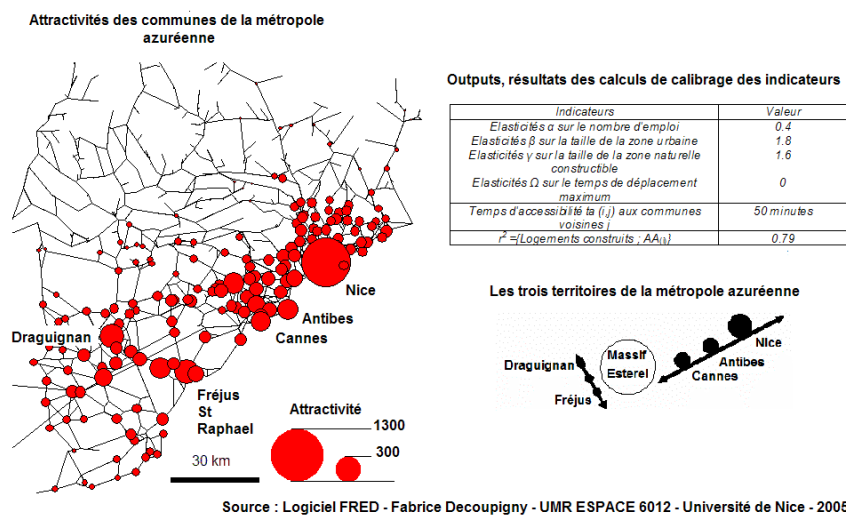 Attractivités des communes de la métropole
azuréenne
Nice
Antibes
Cannes
Draguignan
Fréjus
St
Raphael
Attractivité
1300
300
30 km
Outputs, résultats des calculs de calibrage des indicateurs
Indicateurs Valeur
Elasticités α sur le nombre d'emploi 0.4
Elasticités β sur la taille de la zone urbaine 1.8
Elasticités γ sur la taille de la zone naturelle 1.6
constructible
Elasticités Ω sur le temps de déplacement 0
maximum
Temps d'accessibilité ta (i,j) aux communes 50 minutes
voisines j
r² ={Logements construits ; AA(i)} 0.79
Les trois territoires de la métropole azuréenne
Nice
Massif
Esterel
Antibes
Draguignan
Cannes
Fréjus
Source : Logiciel FRED - Fabrice Decoupigny - UMR ESPACE 6012 - Université de Nice - 2005